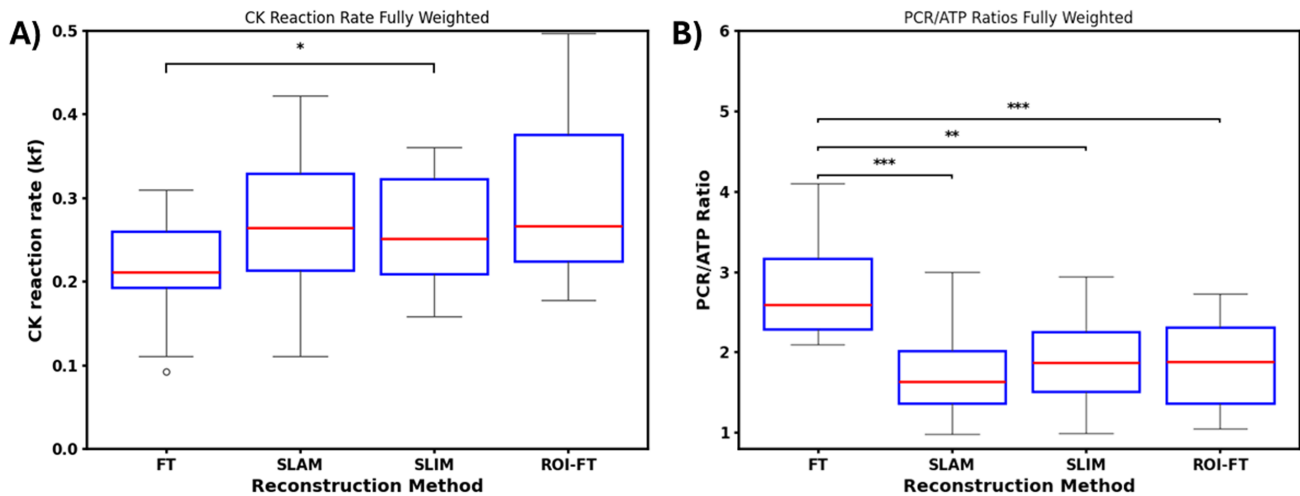 A)
CK Reaction Rate Fully Weighted
0.5
0.4
0.3
0.2
0.1
0.0
CK reaction rate (kf)
*
FT SLAM SLIM ROI-FT
Reconstruction Method
B)
PCR/ATP Ratios Fully Weighted
6
5
4
3
2
1
PCR/ATP Ratio
***
**
***
FT SLAM SLIM ROI-FT
Reconstruction Method